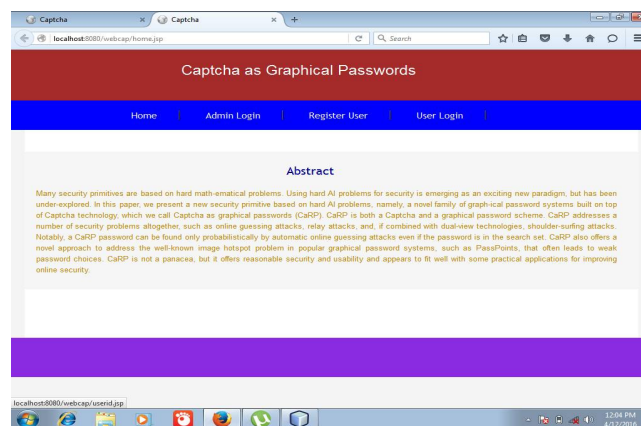 Captcha × Captcha × +
localhost:8080/webcap/home.jsp Search
Captcha as Graphical Passwords
Home Admin Login Register User User Login
Abstract
Many security primitives are based on hard math-ematical problems. Using hard AI problems for security is emerging as an exciting new paradigm, but has been
under-explored. In this paper, we present a new security primitive based on hard AI problems, namely, a novel family of graph-ical password systems built on top
of Captcha technology, which we call Captcha as graphical passwords (CaRP). CaRP is both a Captcha and a graphical password scheme. CaRP addresses a
number of security problems altogether, such as online guessing attacks, relay attacks, and, if combined with dual-view technologies, shoulder-surfing attacks.
Notably, a CaRP password can be found only probabilistically by automatic online guessing attacks even if the password is in the search set. CaRP also offers a
novel approach to address the well-known image hotspot problem in popular graphical password systems, such as PassPoints, that often leads to weak
password choices. CaRP is not a panacea, but it offers reasonable security and usability and appears to fit well with some practical applications for improving
online security.
localhost:8080/webcap/userid.jsp
12:04 PM
4/12/2016